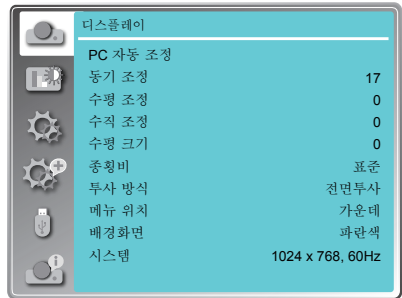 디스플레이
PC 자동 조정
동기 조정 17
수평 조정 0
수직 조정 0
수평 크기 0
종횡비 표준
투사 방식 전면투사
메뉴 위치 가운데
배경화면 파란색
시스템 1024 x 768, 60Hz